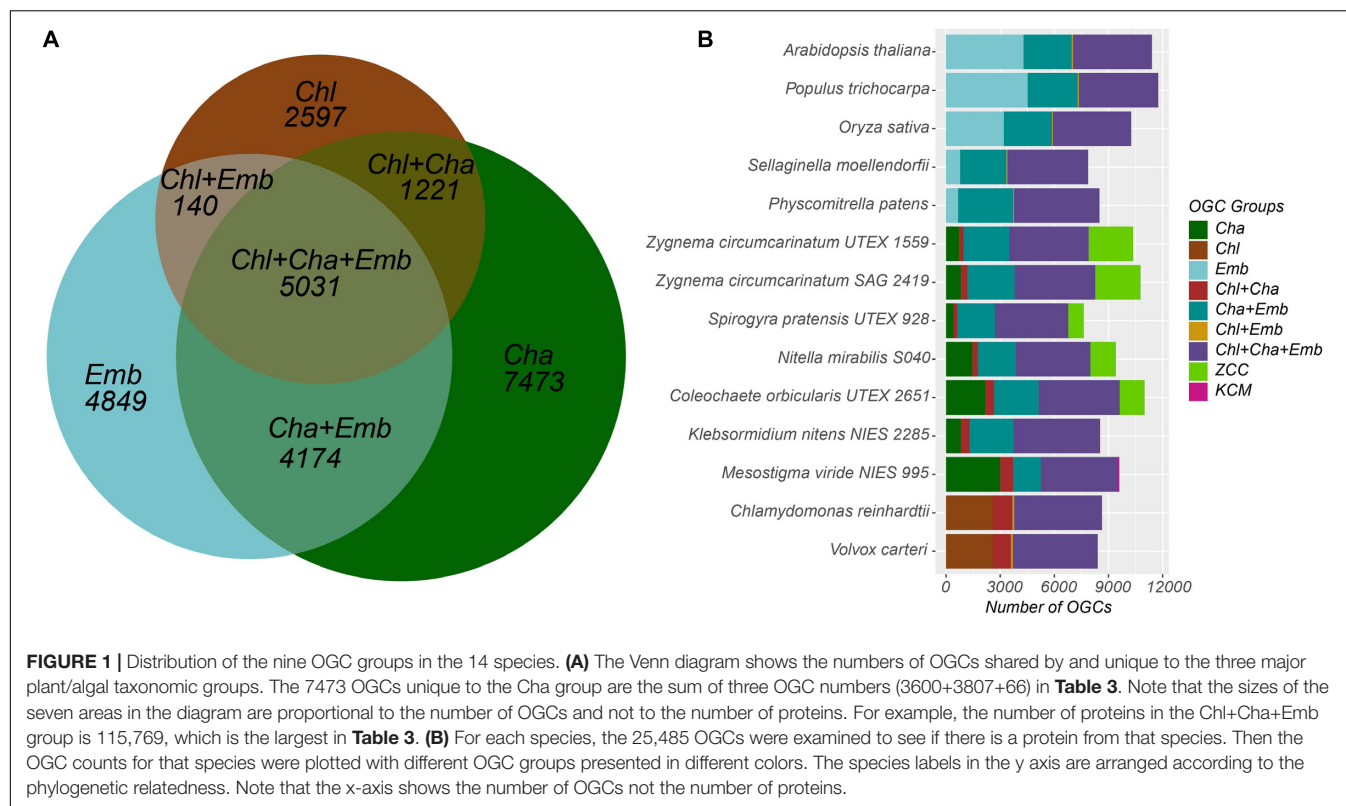 A
Chl
2597
Chl+Emb
140
Chl+Cha
1221
Chl+Cha+Emb
5031
Emb
4849
Cha
7473
Cha+Emb
4174
B
Arabidopsis thaliana
Populus trichocarpa
Oryza sativa
Sellaginella moellendorfii
Physcomitrella patens
Zygnema circumcarinatum UTEX 1559
Zygnema circumcarinatum SAG 2419
Spirogyra pratensis UTEX 928
Nitella mirabilis S040
Coleochaete orbicularis UTEX 2651
Klebsormidium nitens NIES 2285
Mesostigma viride NIES 995
Chlamydomonas reinhardtii
Volvox carteri
0 3000 6000 9000 12000
Number of OGCs
OGC Groups
Cha
Chl
Emb
Chl+Cha
Cha+Emb
Chl+Emb
Chl+Cha+Emb
ZCC
KCM
FIGURE 1 | Distribution of the nine OGC groups in the 14 species. (A) The Venn diagram shows the numbers of OGCs shared by and unique to the three major
plant/algal taxonomic groups. The 7473 OGCs unique to the Cha group are the sum of three OGC numbers (3600+3807+66) in Table 3. Note that the sizes of the
seven areas in the diagram are proportional to the number of OGCs and not to the number of proteins. For example, the number of proteins in the Chl+Cha+Emb
group is 115,769, which is the largest in Table 3. (B) For each species, the 25,485 OGCs were examined to see if there is a protein from that species. Then the
OGC counts for that species were plotted with different OGC groups presented in different colors. The species labels in the y axis are arranged according to the
phylogenetic relatedness. Note that the x-axis shows the number of OGCs not the number of proteins.